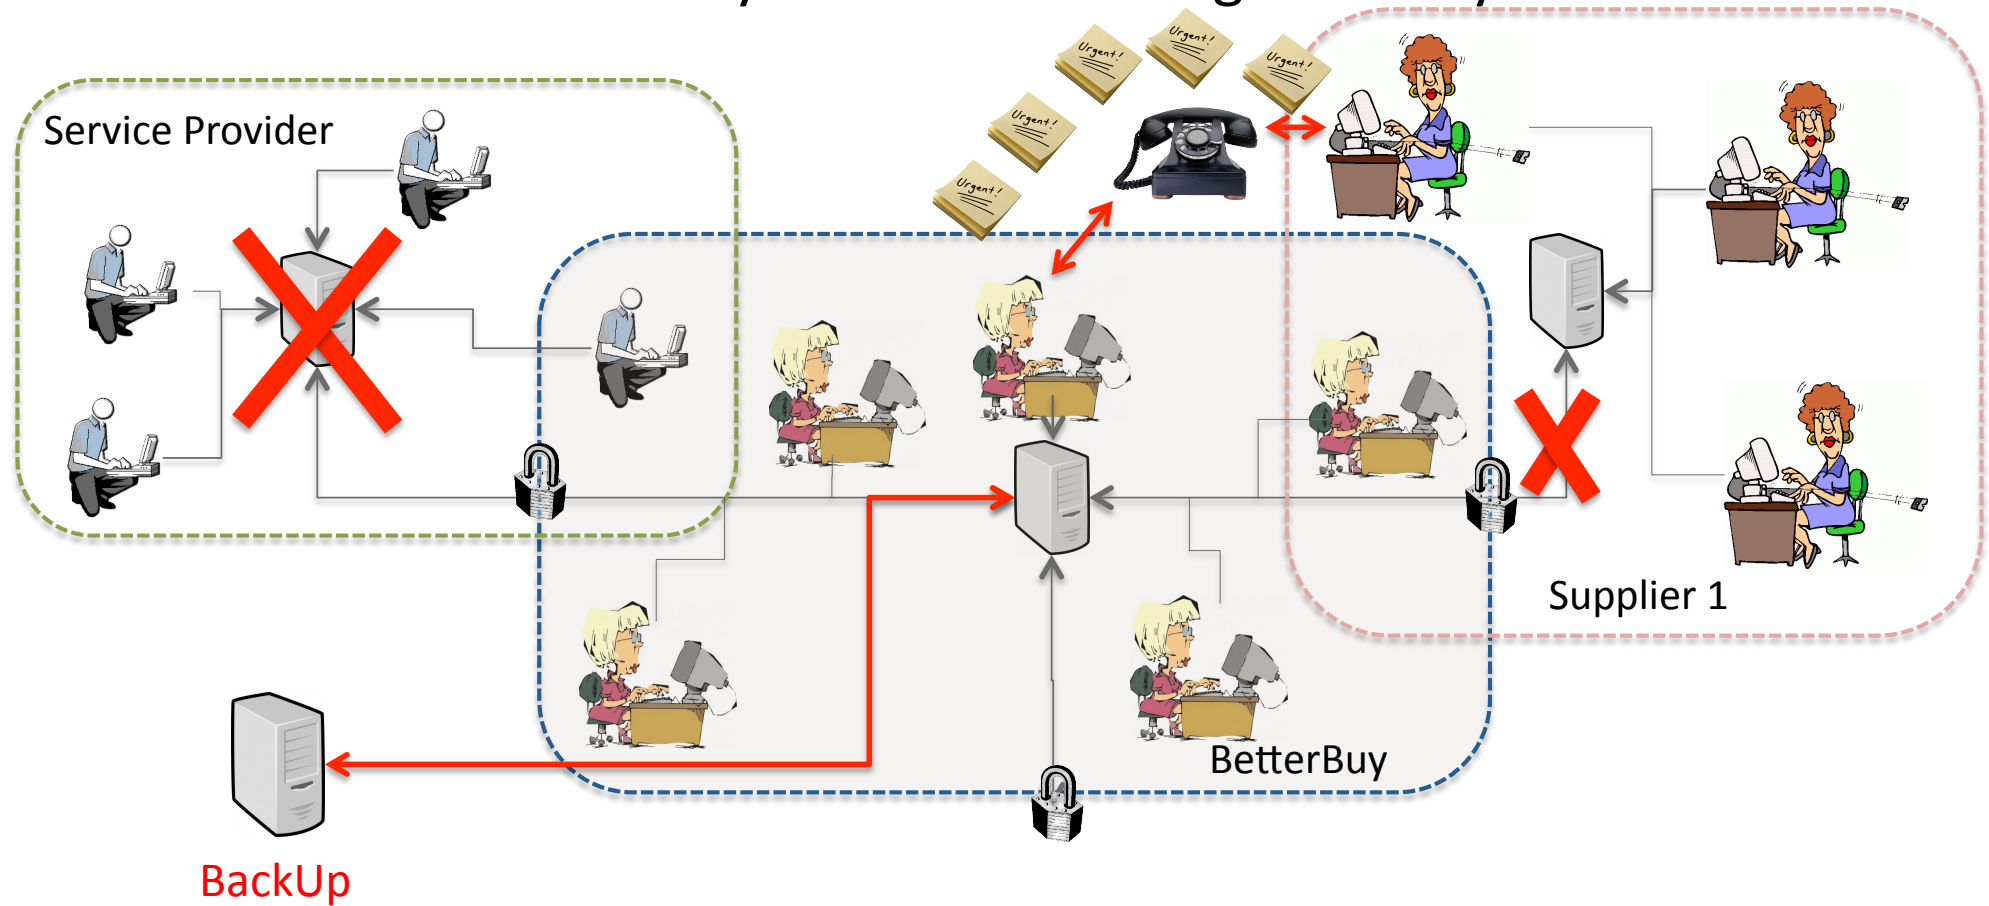 Urgent!
Urgent!
Urgent!
Urgent!
Urgent!
Service Provider
Supplier 1
BetterBuy
BackUp